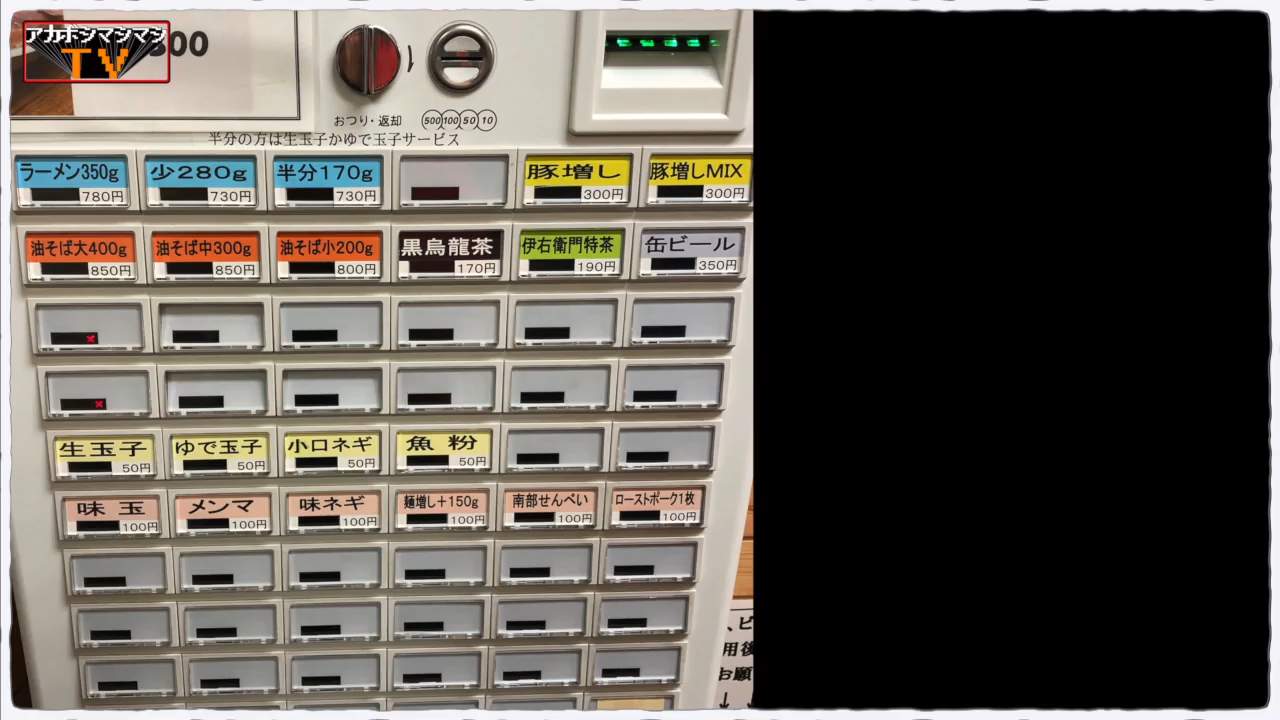 アカギシマシマン
TV
おつり・返却
500 100 50 10
半分の方は生玉子かゆで玉子サービス
ラーメン350g 780円
少280g 730円
半分170g 730円
豚増し 300円
豚増しMIX 300円
油そば大400g 850円
油そば中300g 850円
油そば小200g 800円
黒烏龍茶 170円
伊右衛門特茶 190円
缶ビール 350円
生玉子 50円
ゆで玉子 50円
小口ネギ 50円
魚粉 50円
味玉 100円
メンマ 100円
味ネギ 100円
麺増し+150g 100円
南部せんべい 100円
ローストポーク1枚 100円
、ビ
用後
お願